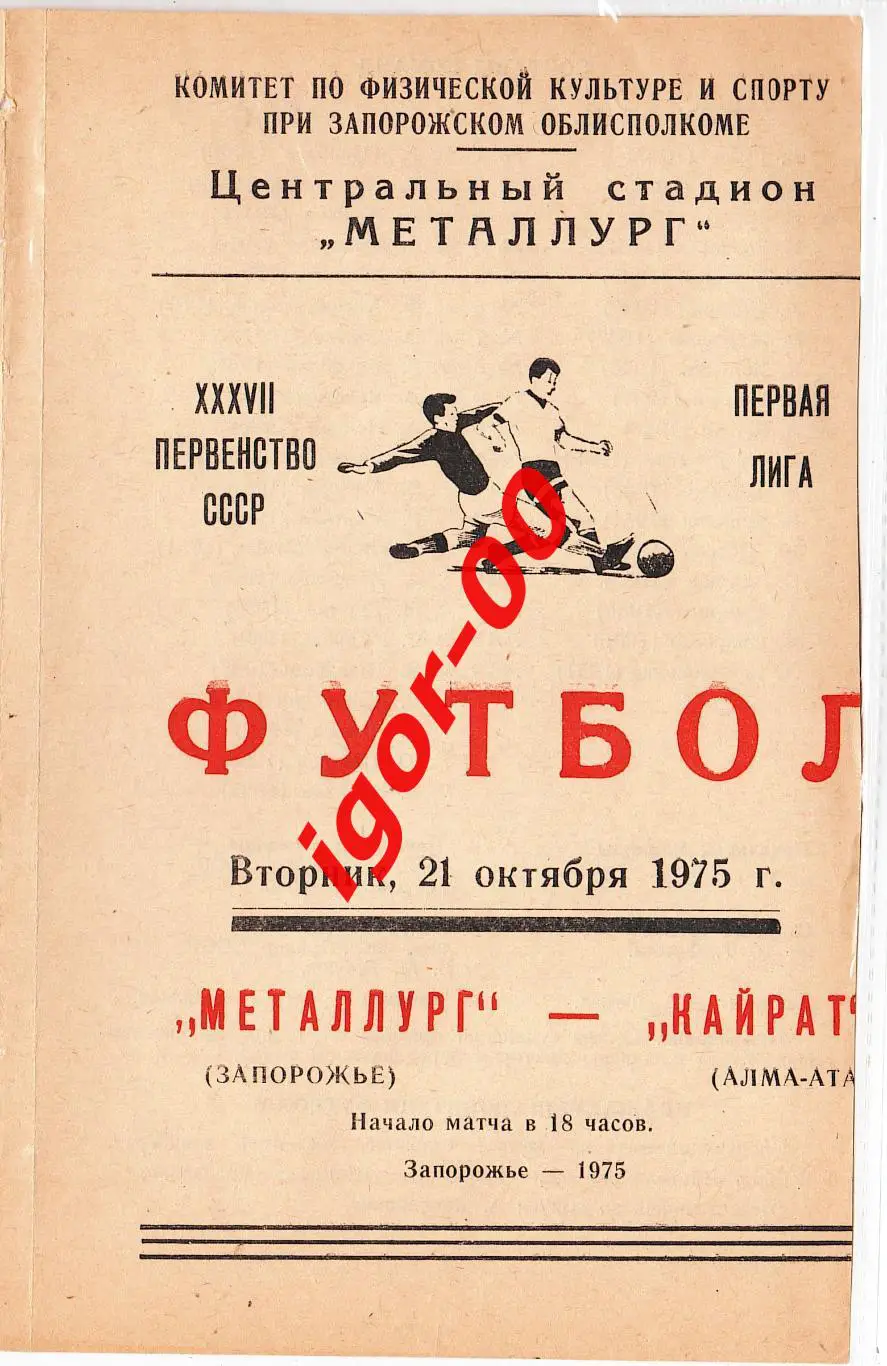 КОМИТЕТ ПО ФИЗИЧЕСКОЙ КУЛЬТУРЕ И СПОРТУ
ПРИ ЗАПОРОЖСКОМ ОБЛИСПОЛКОМЕ
Центральный стадион
„МЕТАЛЛУРГ“
XXXVII
ПЕРВЕНСТВО
СССР
ПЕРВАЯ
ЛИГА
igor-00
ФУТБОЛ
Вторник, 21 октября 1975 г.
„МЕТАЛЛУРГ“ — „КАЙРАТ“
(ЗАПОРОЖЬЕ) (АЛМА-АТА
Начало матча в 18 часов.
Запорожье — 1975